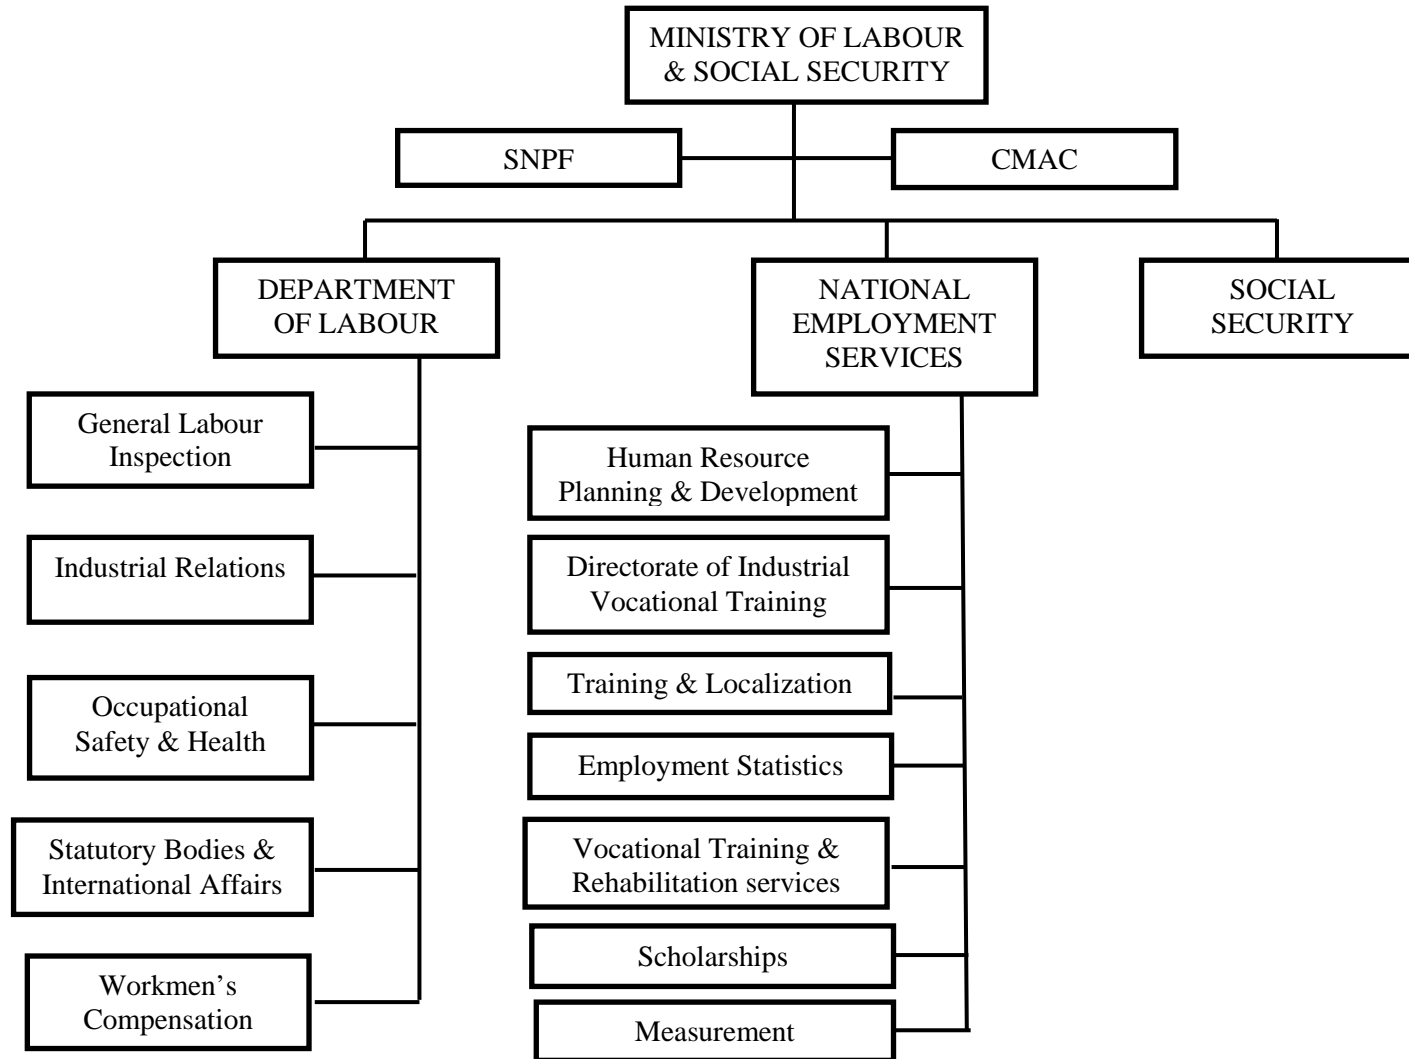 MINISTRY OF LABOUR
& SOCIAL SECURITY
SNPF
CMAC
DEPARTMENT
OF LABOUR
NATIONAL
EMPLOYMENT
SERVICES
SOCIAL
SECURITY
General Labour
Inspection
Industrial Relations
Occupational
Safety & Health
Statutory Bodies &
International Affairs
Workmen’s
Compensation
Human Resource
Planning & Development
Directorate of Industrial
Vocational Training
Training & Localization
Employment Statistics
Vocational Training &
Rehabilitation services
Scholarships
Measurement